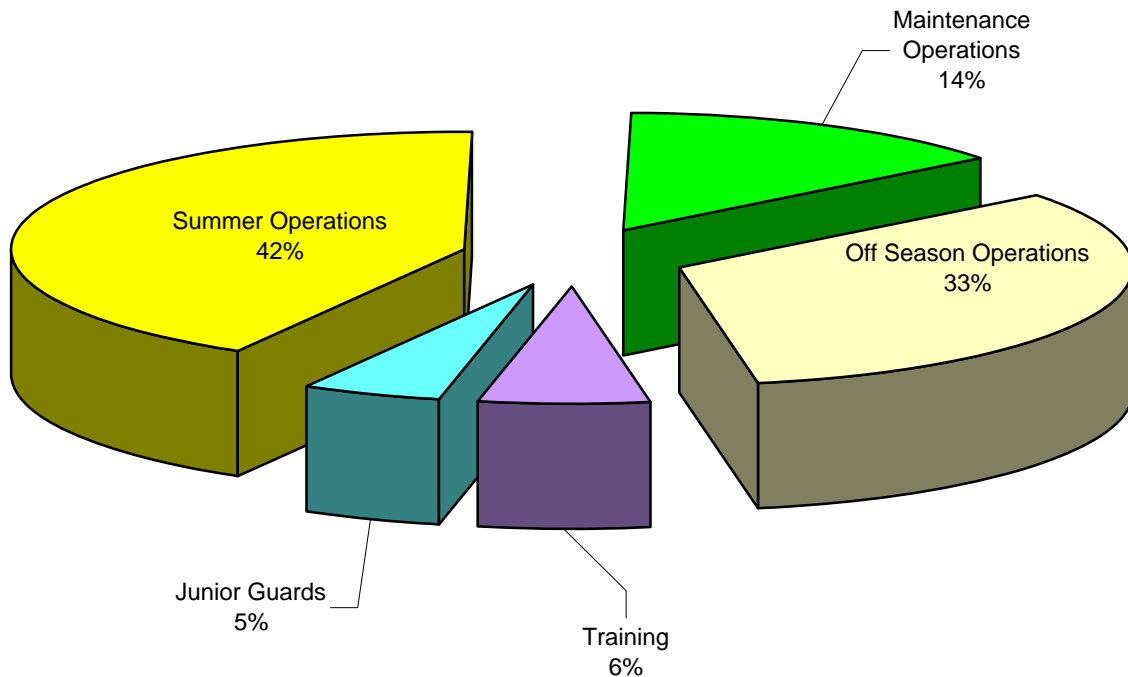 Maintenance
Operations
14%
Summer Operations
42%
Off Season Operations
33%
Junior Guards
5%
Training
6%